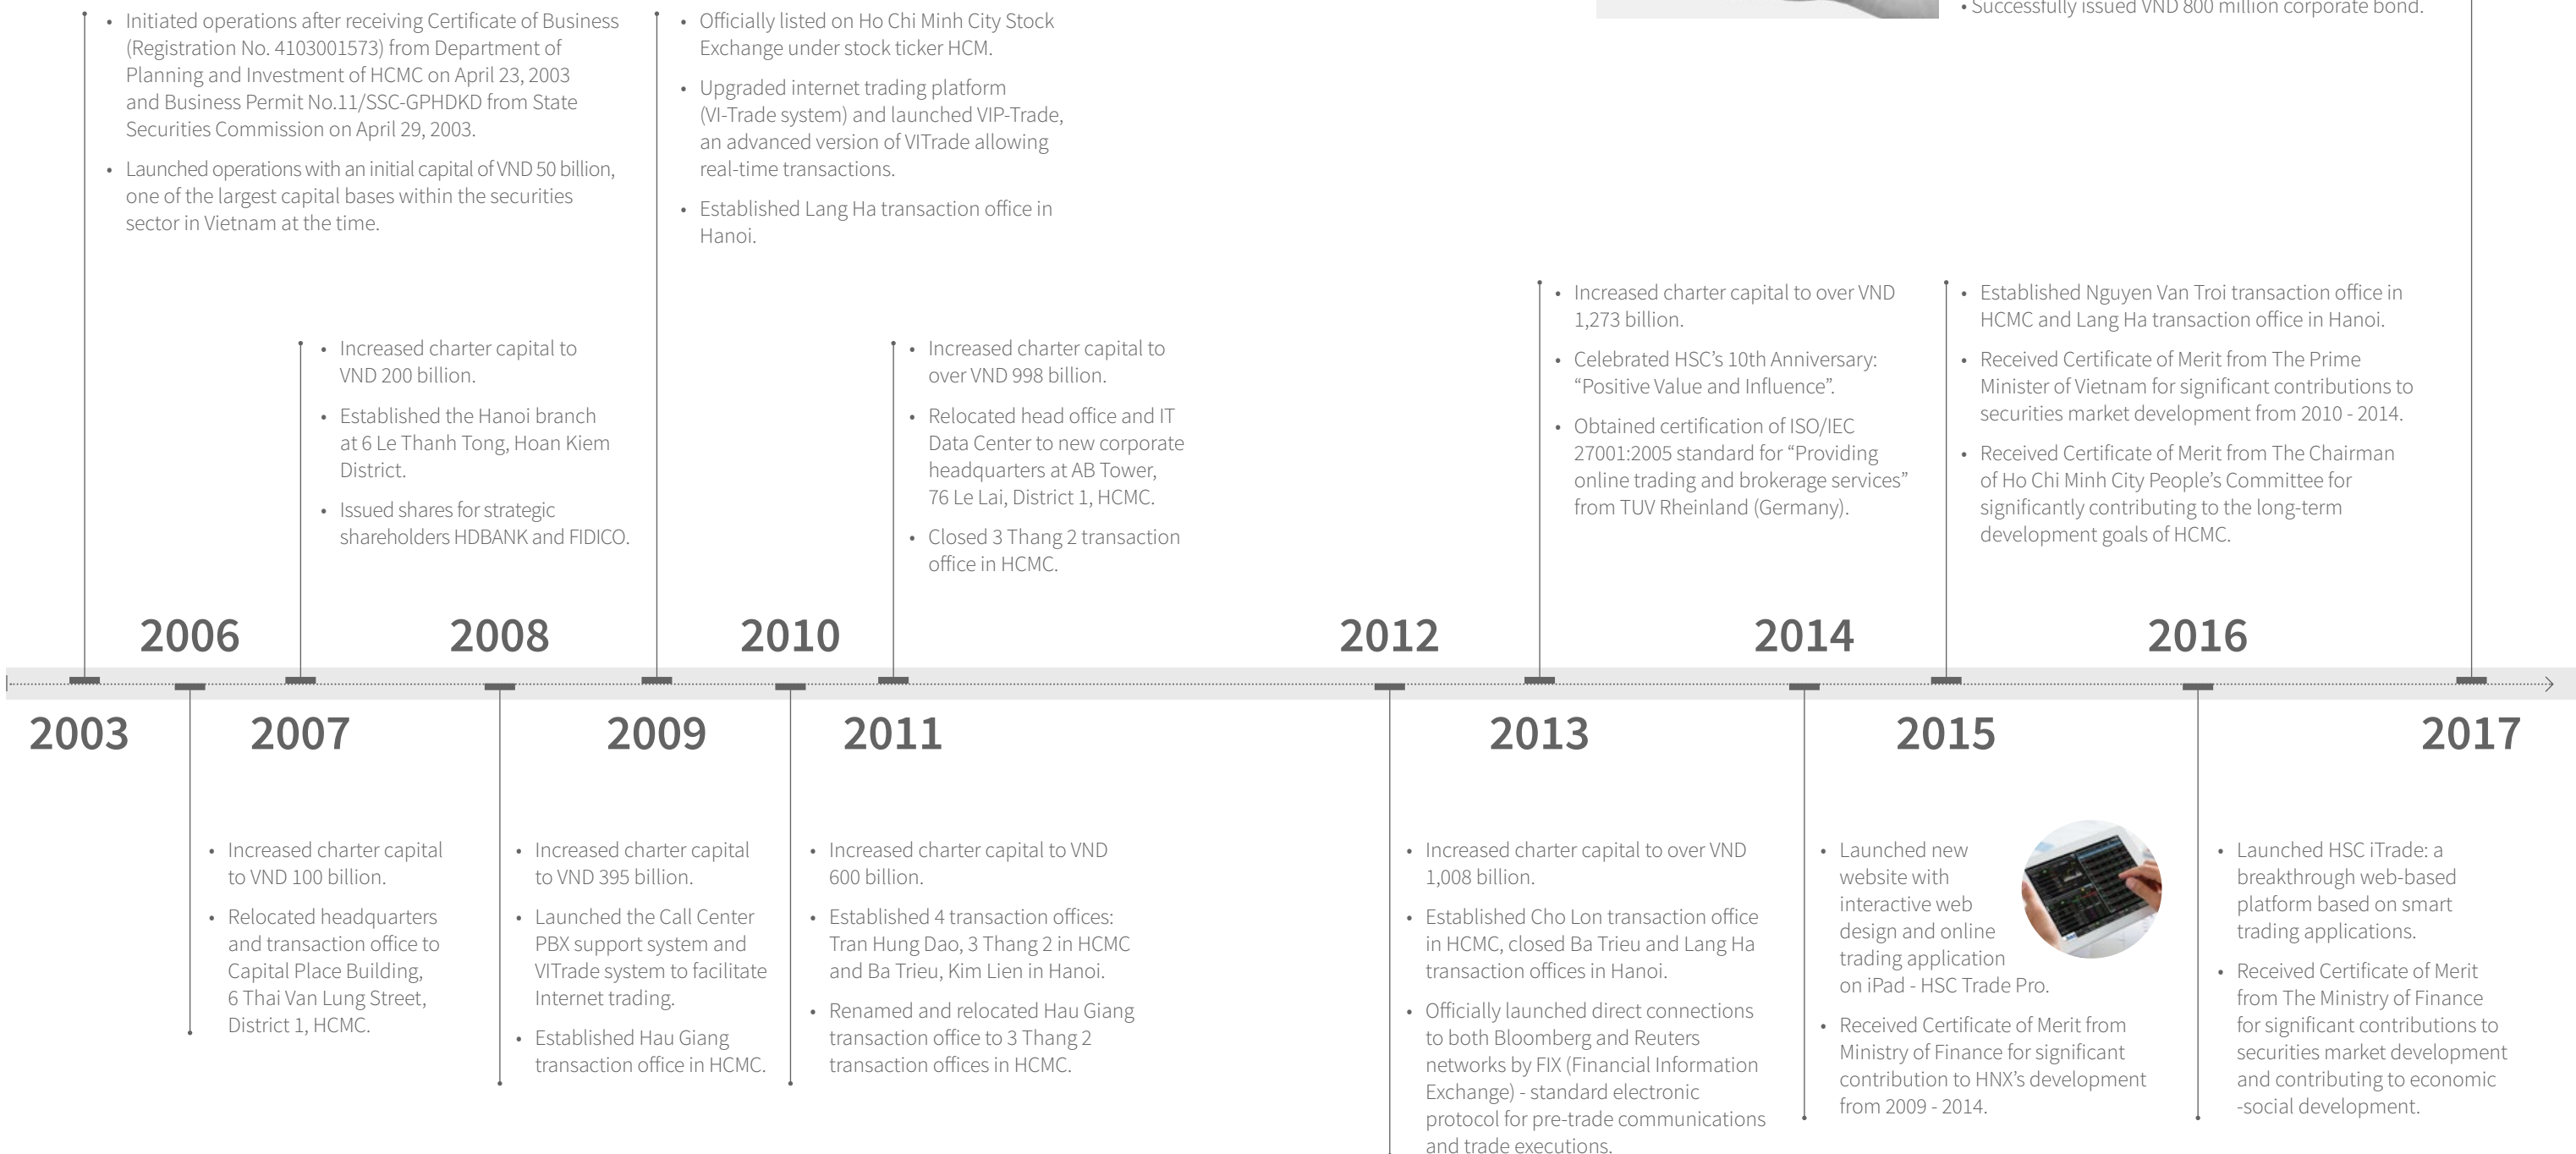 • Initiated operations after receiving Certificate of Business
(Registration No. 4103001573) from Department of
Planning and Investment of HCMC on April 23, 2003
and Business Permit No.11/SSC-GPHDKD from State
Securities Commission on April 29, 2003.
• Launched operations with an initial capital of VND 50 billion,
one of the largest capital bases within the securities
sector in Vietnam at the time.
• Officially listed on Ho Chi Minh City Stock
Exchange under stock ticker HCM.
• Upgraded internet trading platform
(VI-Trade system) and launched VIP-Trade,
an advanced version of VITrade allowing
real-time transactions.
• Established Lang Ha transaction office in
Hanoi.
• Successfully issued VND 800 million corporate bond.
• Increased charter capital to
VND 200 billion.
• Established the Hanoi branch
at 6 Le Thanh Tong, Hoan Kiem
District.
• Issued shares for strategic
shareholders HDBANK and FIDICO.
• Increased charter capital to
over VND 998 billion.
• Relocated head office and IT
Data Center to new corporate
headquarters at AB Tower,
76 Le Lai, District 1, HCMC.
• Closed 3 Thang 2 transaction
office in HCMC.
• Increased charter capital to over VND
1,273 billion.
• Celebrated HSC’s 10th Anniversary:
“Positive Value and Influence”.
• Obtained certification of ISO/IEC
27001:2005 standard for “Providing
online trading and brokerage services”
from TUV Rheinland (Germany).
• Established Nguyen Van Troi transaction office in
HCMC and Lang Ha transaction office in Hanoi.
• Received Certificate of Merit from The Prime
Minister of Vietnam for significant contributions to
securities market development from 2010 - 2014.
• Received Certificate of Merit from The Chairman
of Ho Chi Minh City People’s Committee for
significantly contributing to the long-term
development goals of HCMC.
2006
2008
2010
2012
2014
2016
2003
2007
2009
2011
2013
2015
2017
• Increased charter capital
to VND 100 billion.
• Relocated headquarters
and transaction office to
Capital Place Building,
6 Thai Van Lung Street,
District 1, HCMC.
• Increased charter capital
to VND 395 billion.
• Launched the Call Center
PBX support system and
VITrade system to facilitate
Internet trading.
• Established Hau Giang
transaction office in HCMC.
• Increased charter capital to VND
600 billion.
• Established 4 transaction offices:
Tran Hung Dao, 3 Thang 2 in HCMC
and Ba Trieu, Kim Lien in Hanoi.
• Renamed and relocated Hau Giang
transaction office to 3 Thang 2
transaction offices in HCMC.
• Increased charter capital to over VND
1,008 billion.
• Established Cho Lon transaction office
in HCMC, closed Ba Trieu and Lang Ha
transaction offices in Hanoi.
• Officially launched direct connections
to both Bloomberg and Reuters
networks by FIX (Financial Information
Exchange) - standard electronic
protocol for pre-trade communications
and trade executions.
• Launched new
website with
interactive web
design and online
trading application
on iPad - HSC Trade Pro.
• Received Certificate of Merit from
Ministry of Finance for significant
contribution to HNX’s development
from 2009 - 2014.
• Launched HSC iTrade: a
breakthrough web-based
platform based on smart
trading applications.
• Received Certificate of Merit
from The Ministry of Finance
for significant contributions to
securities market development
and contributing to economic
-social development.